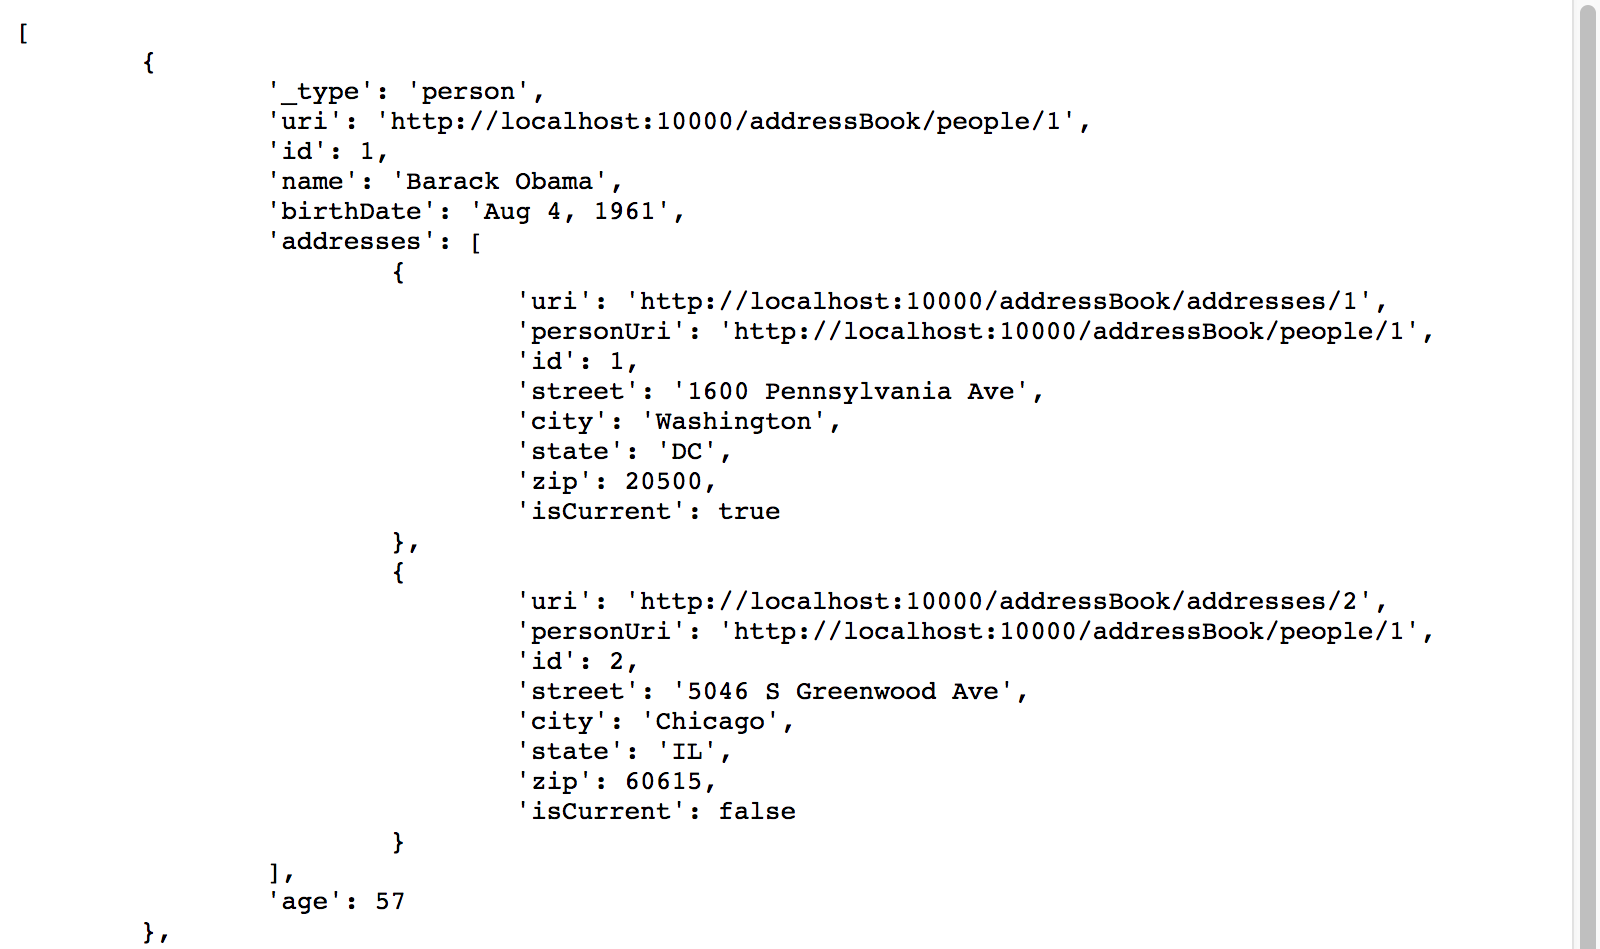 [
{
'_type': 'person',
'uri': 'http://localhost:10000/addressBook/people/1',
'id': 1,
'name': 'Barack Obama',
'birthDate': 'Aug 4, 1961',
'addresses': [
{
'uri': 'http://localhost:10000/addressBook/addresses/1',
'personUri': 'http://localhost:10000/addressBook/people/1',
'id': 1,
'street': '1600 Pennsylvania Ave',
'city': 'Washington',
'state': 'DC',
'zip': 20500,
'isCurrent': true
},
{
'uri': 'http://localhost:10000/addressBook/addresses/2',
'personUri': 'http://localhost:10000/addressBook/people/1',
'id': 2,
'street': '5046 S Greenwood Ave',
'city': 'Chicago',
'state': 'IL',
'zip': 60615,
'isCurrent': false
}
],
'age': 57
},